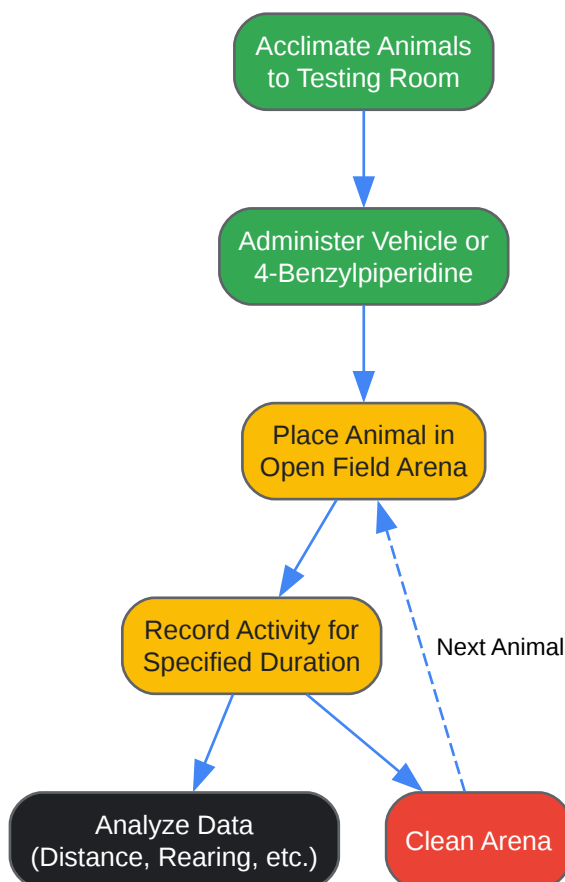 Acclimate Animals
to Testing Room
Administer Vehicle or
4-Benzylpiperidine
Place Animal in
Open Field Arena
Record Activity for
Specified Duration
Next Animal
Analyze Data
(Distance, Rearing, etc.)
Clean Arena